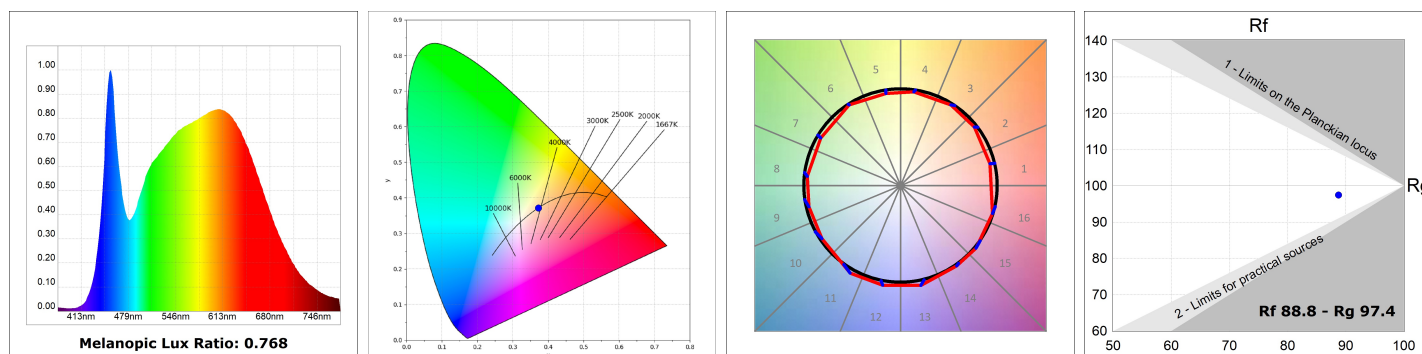 1.00
0.90
0.80
0.70
0.60
0.50
0.40
0.30
0.20
0.10
0.00
413nm 479nm 546nm 613nm 680nm 746nm
Melanopic Lux Ratio: 0.768
0.9
0.8
0.7
0.6
0.5
y
0.4
0.3
0.2
0.1
0.0
0.0 0.1 0.2 0.3 0.4 0.5 0.6 0.7 0.8
10000K
6000K
4000K
3000K
2500K
2000K
1667K
5 4
6 3
7 2
8 1
9 16
10 15
11 14
12 13
Rf
140
130
120
110
100
90
80
70
60
1 - Limits on the Planckian locus
Rg
2 - Limits for practical sources
Rf 88.8 - Rg 97.4
50 60 70 80 90 100